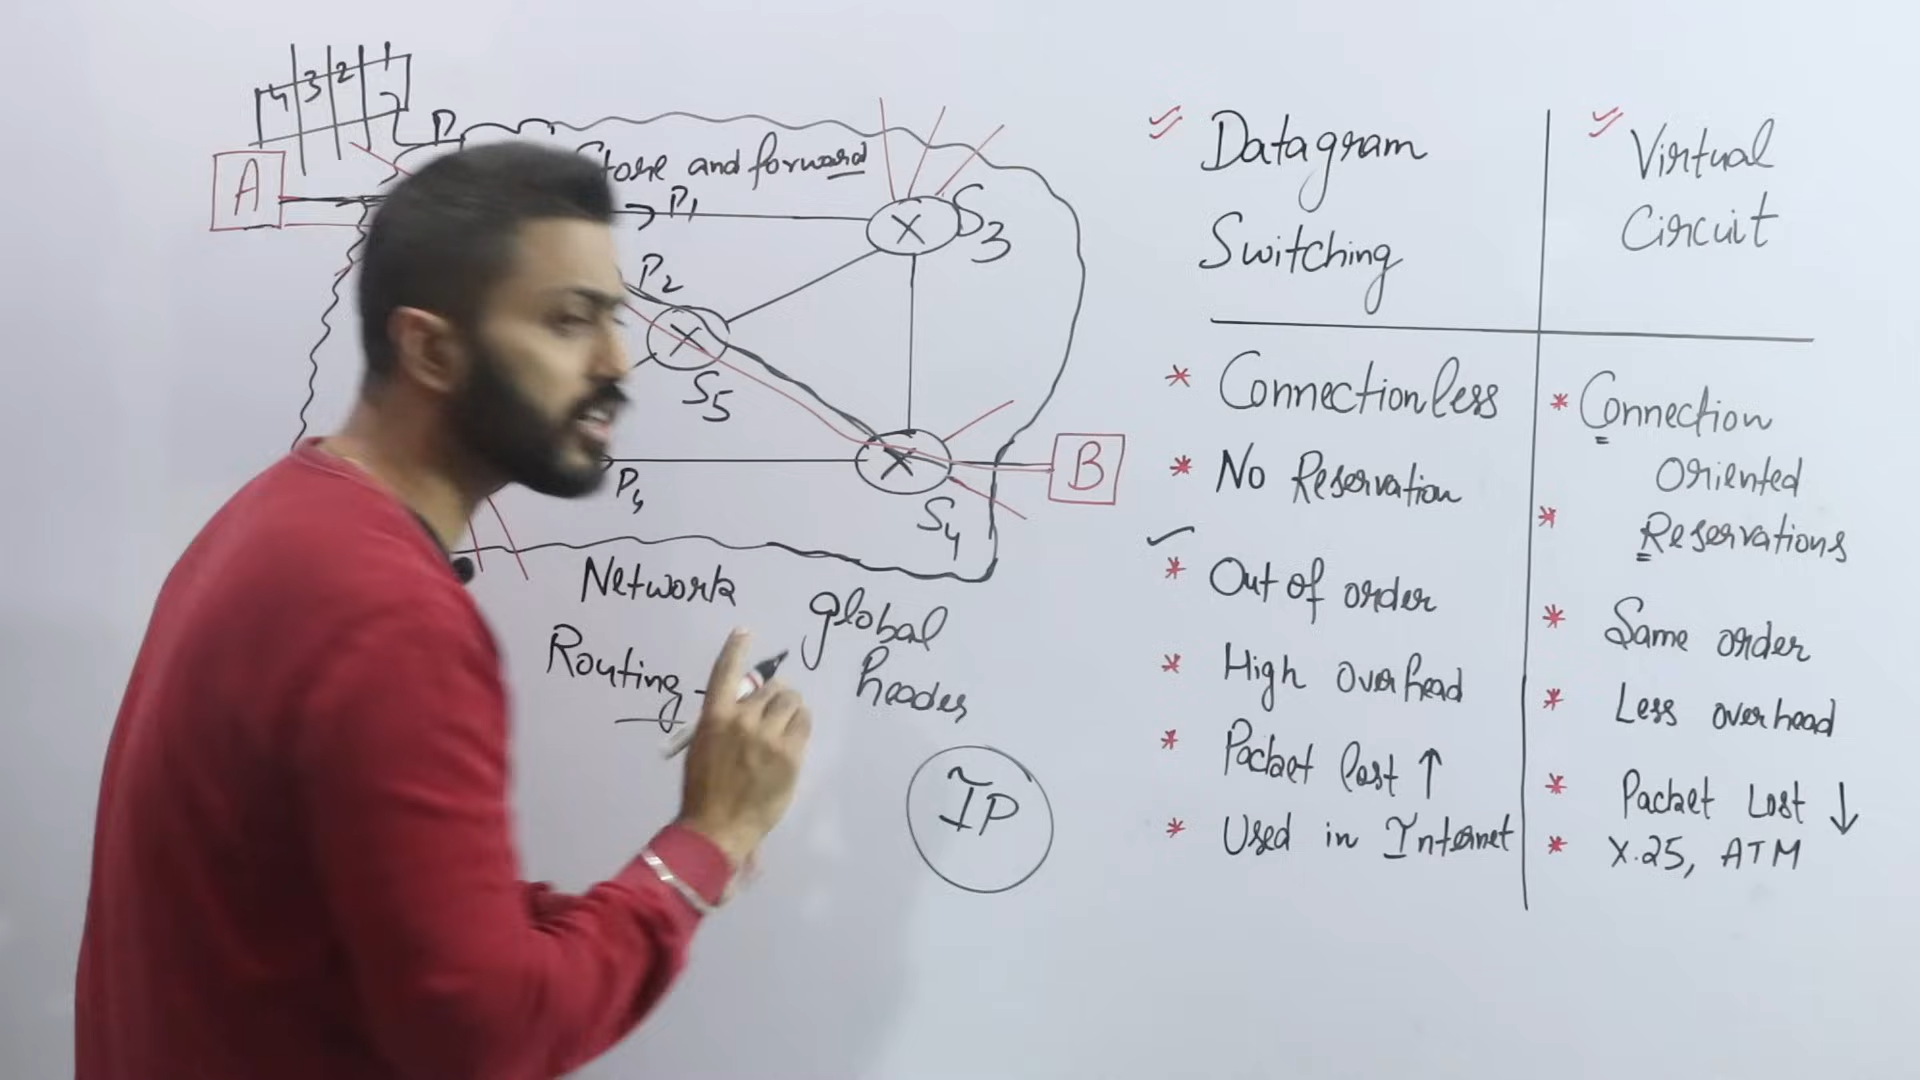 4 3 2 1
P
A
Store and forward
P1
S3
P2
S5
B
P4
S4
Network
Routing
global
header
IP
Datagram
Switching
* Connectionless
* No Reservation
* Out of order
* High overhead
* Packet lost ↑
* Used in Internet
Virtual
Circuit
* Connection
Oriented
* Reservations
* Same order
* Less overhead
* Packet Lost ↓
* X.25, ATM